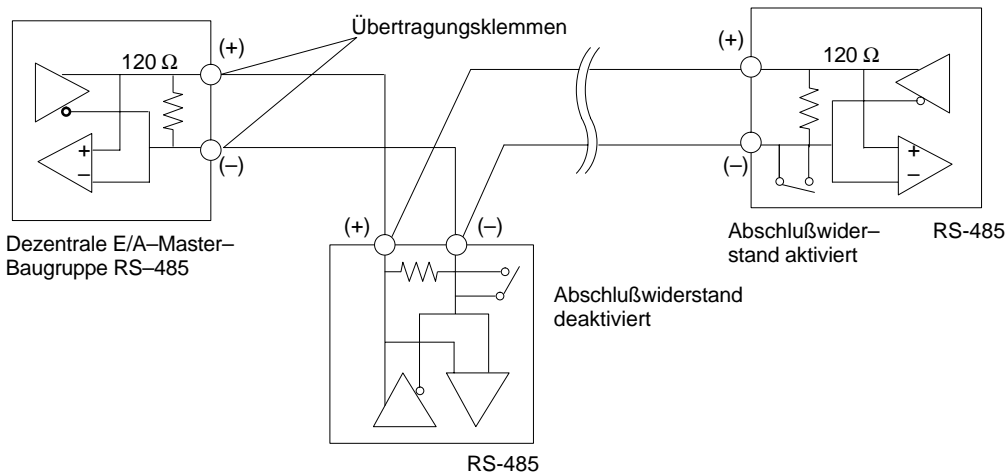 Übertragungsklemmen
(+)
120 Ω
+
–
(–)
Dezentrale E/A–Master–
Baugruppe RS–485
(+)
120 Ω
+
–
(–)
Abschlußwider–
stand aktiviert
RS-485
(+)
(–)
Abschlußwiderstand
deaktiviert
RS-485